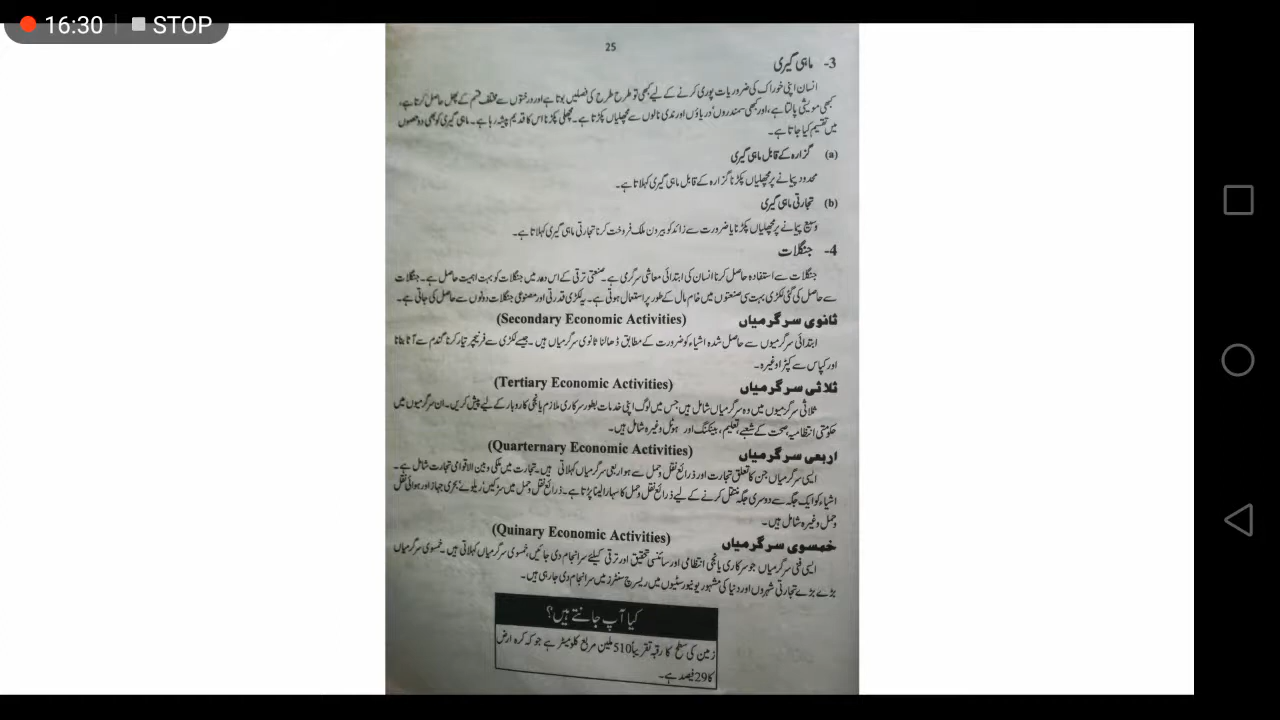 16:30 STOP
25
3- ماہی گیری
انسان اپنی خوراک کی ضروریات پوری کرنے کے لیے کبھی تو طرح طرح کی فصلیں بوتا ہے اور درختوں سے مختلف قسم کے پھل حاصل کرتا ہے،
کبھی مویشی پالتا ہے، اور کبھی سمندروں، دریاؤں اور ندی نالوں سے مچھلیاں پکڑتا ہے۔ مچھلی پکڑنا اس کا قدیم پیشہ رہا ہے۔ ماہی گیری کو بھی دو حصوں
میں تقسیم کیا جاتا ہے۔
(a) گزارہ کے قابل ماہی گیری
محدود پیمانے پر مچھلیاں پکڑنا گزارہ کے قابل ماہی گیری کہلاتا ہے۔
(b) تجارتی ماہی گیری
وسیع پیمانے پر مچھلیاں پکڑنا یا ضرورت سے زائد کو بیرون ملک فروخت کرنا تجارتی ماہی گیری کہلاتا ہے۔
4- جنگلات
جنگلات سے استفادہ حاصل کرنا انسان کی ابتدائی معاشی سرگرمی ہے۔ صنعتی ترقی کے اس دور میں جنگلات کو بہت اہمیت حاصل ہے۔ جنگلات
سے حاصل کی گئی لکڑی بہت سی صنعتوں میں خام مال کے طور پر استعمال ہوتی ہے۔ یہ لکڑی قدرتی اور مصنوعی جنگلات دونوں سے حاصل کی جاتی ہے۔
ثانوی سرگرمیاں (Secondary Economic Activities)
ابتدائی سرگرمیوں سے حاصل شدہ اشیاء کو ضرورت کے مطابق ڈھالنا ثانوی سرگرمیاں ہیں۔ جیسے لکڑی سے فرنیچر تیار کرنا گندم سے آٹا بنانا
اور کپاس سے کپڑا وغیرہ۔
ثلاثی سرگرمیاں (Tertiary Economic Activities)
ثلاثی سرگرمیوں میں وہ سرگرمیاں شامل ہیں جس میں لوگ اپنی خدمات بطور سرکاری ملازم یا نجی کاروبار کے لیے پیش کریں۔ ان سرگرمیوں میں
حکومتی انتظامیہ، صحت کے شعبے، تعلیم، بینکنگ اور ہوٹل وغیرہ شامل ہیں۔
اربعی سرگرمیاں (Quarternary Economic Activities)
ایسی سرگرمیاں جن کا تعلق تجارت اور ذرائع نقل و حمل سے ہو اربعی سرگرمیاں کہلاتی ہیں۔ تجارت میں ملکی و بین الاقوامی تجارت شامل ہے۔
اشیاء کو ایک جگہ سے دوسری جگہ منتقل کرنے کے لیے ذرائع نقل و حمل کا سہارا لینا پڑتا ہے۔ ذرائع نقل و حمل میں سڑکیں، ریلوے، بحری جہاز اور ہوائی نقل
و حمل وغیرہ شامل ہیں۔
خمسوی سرگرمیاں (Quinary Economic Activities)
ایسی فنی سرگرمیاں جو سرکاری یا نجی انتظامی اور سائنسی تحقیق اور ترقی کیلئے سرانجام دی جائیں خمسوی سرگرمیاں کہلاتی ہیں۔ خمسوی سرگرمیاں
بڑے بڑے تجارتی شہروں اور دنیا کی مشہور یونیورسٹیوں میں ریسرچ سنٹرز میں سرانجام دی جا رہی ہیں۔
کیا آپ جانتے ہیں؟
زمین کی سطح کا رقبہ تقریباً 510 ملین مربع کلومیٹر ہے جو کہ کرہ ارض
کا 29 فیصد ہے۔